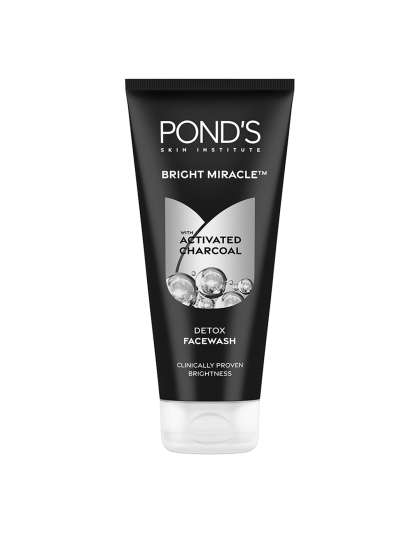 POND'S
SKIN INSTITUTE
BRIGHT MIRACLE™
WITH
ACTIVATED
CHARCOAL
DETOX
FACEWASH
CLINICALLY PROVEN
BRIGHTNESS